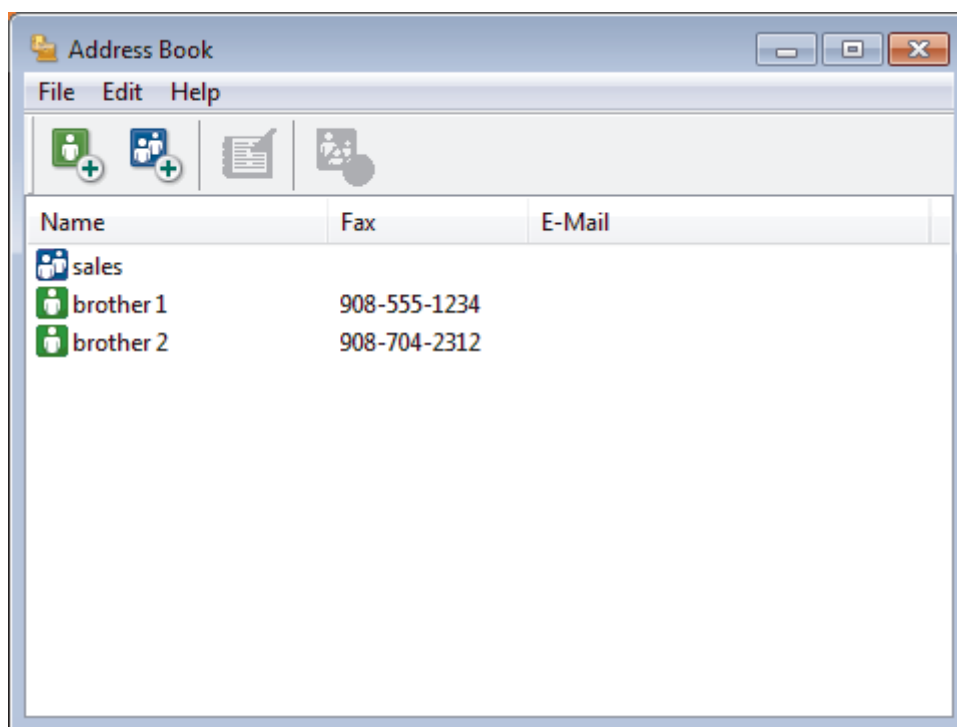 Address Book
File Edit Help
Name Fax E-Mail
sales
brother 1 908-555-1234
brother 2 908-704-2312